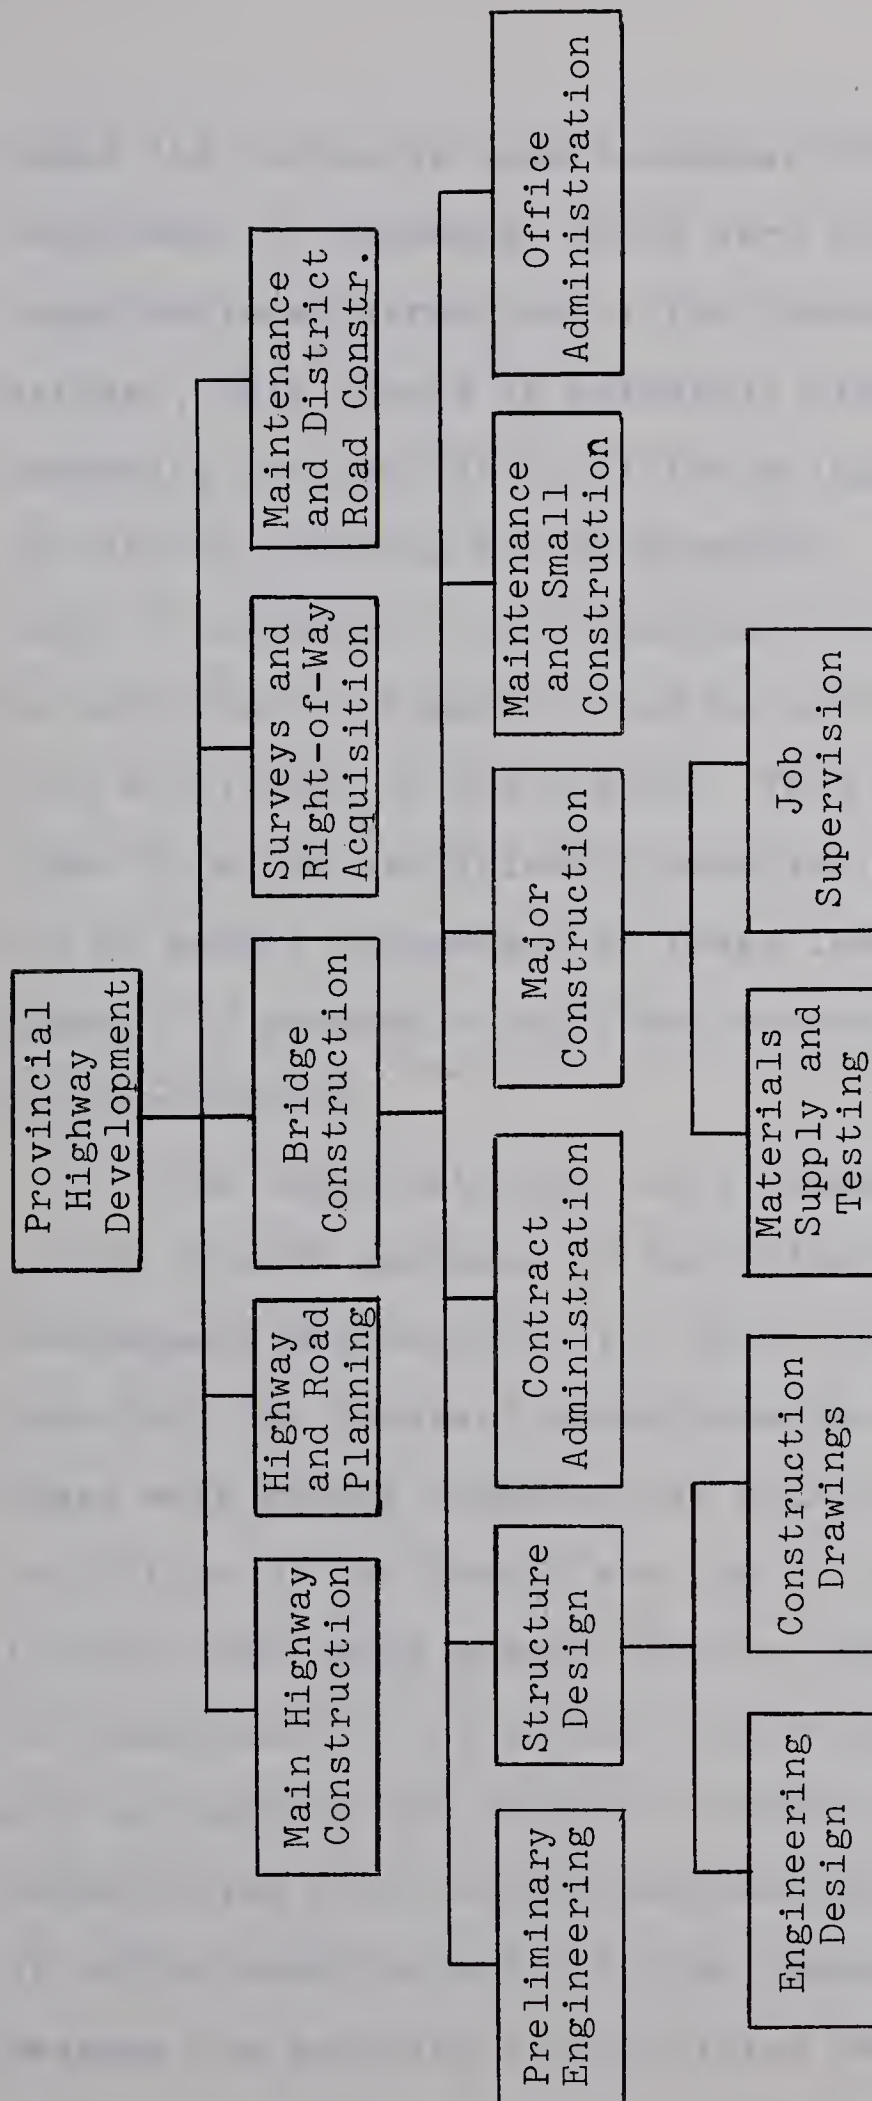 Provincial
Highway
Development
Main Highway
Construction
Highway
and Road
Planning
Bridge
Construction
Surveys and
Right-of-Way
Acquisition
Maintenance
and District
Road Constr.
Preliminary
Engineering
Structure
Design
Contract
Administration
Major
Construction
Maintenance
and Small
Construction
Office
Administration
Engineering
Design
Construction
Drawings
Materials
Supply and
Testing
Job
Supervision